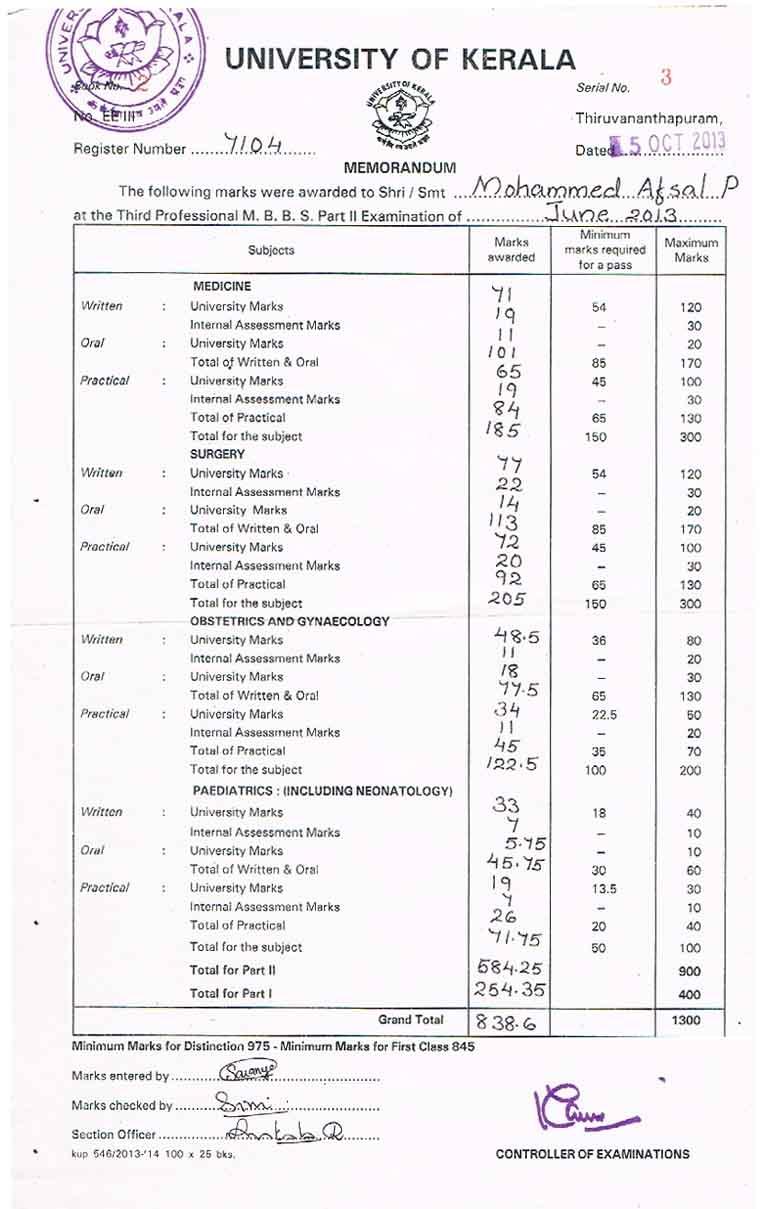 UNIVERSITY OF KERALA
Book No. 2
Serial No. 3
No. EE III
Thiruvananthapuram,
Register Number 7104
Dated 15 OCT 2013
MEMORANDUM
The following marks were awarded to Shri / Smt Mohammed Afsal P
at the Third Professional M. B. B. S. Part II Examination of June 2013
Subjects Marks awarded Minimum marks required for a pass Maximum Marks
MEDICINE
Written : University Marks 71 54 120
Internal Assessment Marks 19 – 30
Oral : University Marks 11 – 20
Total of Written & Oral 101 85 170
Practical : University Marks 65 45 100
Internal Assessment Marks 19 – 30
Total of Practical 84 65 130
Total for the subject 185 150 300
SURGERY
Written : University Marks 77 54 120
Internal Assessment Marks 22 – 30
Oral : University Marks 14 – 20
Total of Written & Oral 113 85 170
Practical : University Marks 72 45 100
Internal Assessment Marks 20 – 30
Total of Practical 92 65 130
Total for the subject 205 150 300
OBSTETRICS AND GYNAECOLOGY
Written : University Marks 48.5 36 80
Internal Assessment Marks 11 – 20
Oral : University Marks 18 – 30
Total of Written & Oral 77.5 65 130
Practical : University Marks 34 22.5 50
Internal Assessment Marks 11 – 20
Total of Practical 45 35 70
Total for the subject 122.5 100 200
PAEDIATRICS : (INCLUDING NEONATOLOGY)
Written : University Marks 33 18 40
Internal Assessment Marks 7 – 10
Oral : University Marks 5.75 – 10
Total of Written & Oral 45.75 30 60
Practical : University Marks 19 13.5 30
Internal Assessment Marks 7 – 10
Total of Practical 26 20 40
Total for the subject 71.75 50 100
Total for Part II 584.25 900
Total for Part I 254.35 400
Grand Total 838.6 1300
Minimum Marks for Distinction 975 - Minimum Marks for First Class 845
Marks entered by
Marks checked by
Section Officer
kup 546/2013-'14 100 x 25 bks.
CONTROLLER OF EXAMINATIONS